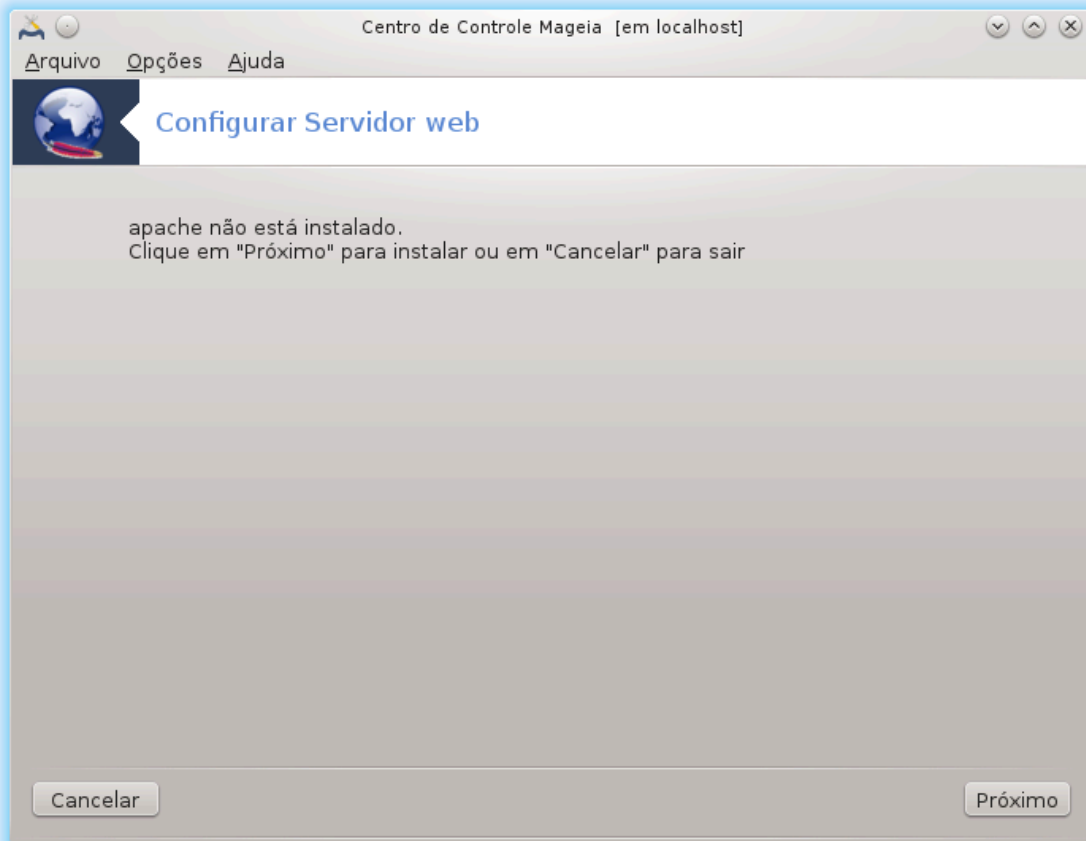 Centro de Controle Mageia [em localhost]
Arquivo Opções Ajuda
Configurar Servidor web
apache não está instalado.
Clique em "Próximo" para instalar ou em "Cancelar" para sair
Cancelar Próximo